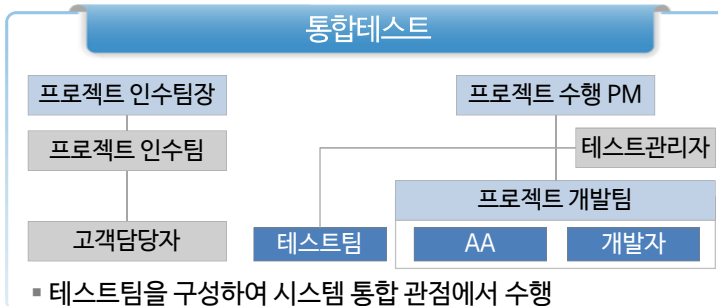 통합테스트
프로젝트 인수팀장
프로젝트 수행 PM
프로젝트 인수팀
테스트관리자
프로젝트 개발팀
고객담당자
테스트팀
AA
개발자
▪ 테스트팀을 구성하여 시스템 통합 관점에서 수행